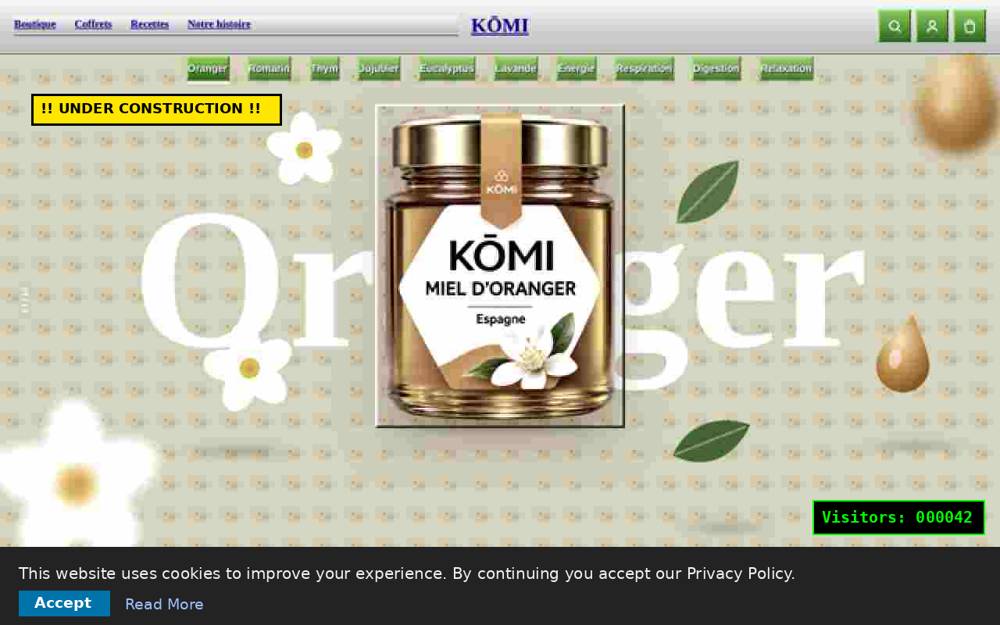 Boutique Coffrets Recettes Notre histoire
KŌMI
Oranger Romarin Thym Jujubier Eucalyptus Lavande Énergie Respiration Digestion Relaxation
!! UNDER CONSTRUCTION !!
Oranger
KŌMI
KŌMI
MIEL D'ORANGER
Espagne
Visitors: 000042
This website uses cookies to improve your experience. By continuing you accept our Privacy Policy.
Accept Read More